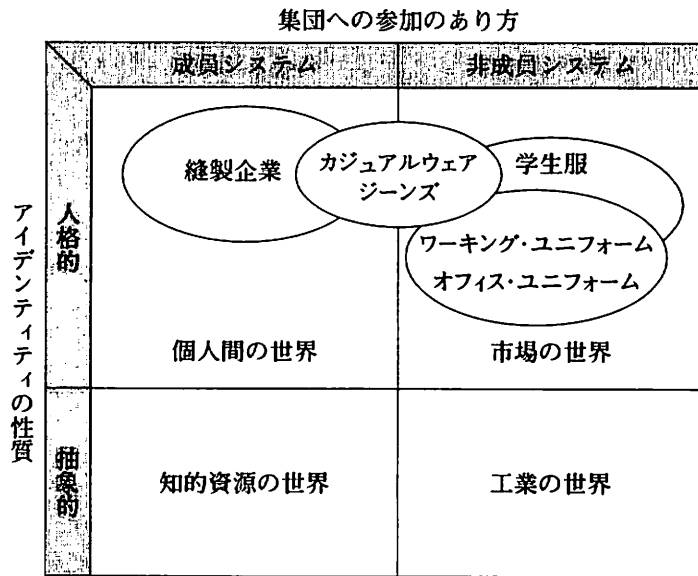 集団への参加のあり方
成員システム
非成員システム
アイデンティティの性質
人格的
縫製企業
カジュアルウェア
ジーンズ
学生服
ワーキング・ユニフォーム
オフィス・ユニフォーム
個人間の世界
市場の世界
抽象的
知的資源の世界
工業の世界